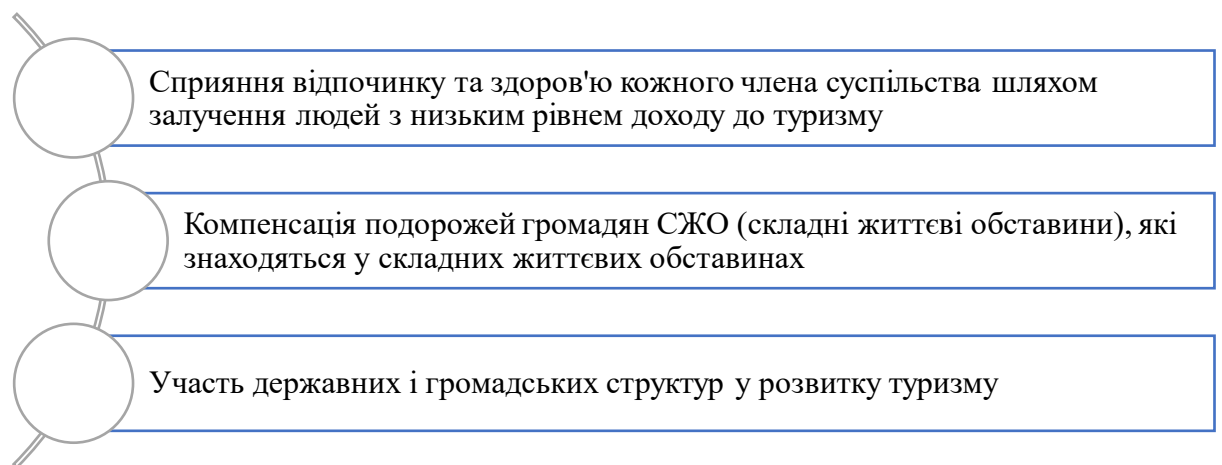 Сприяння відпочинку та здоров'ю кожного члена суспільства шляхом
залучення людей з низьким рівнем доходу до туризму
Компенсація подорожей громадян СЖО (складні життєві обставини), які
знаходяться у складних життєвих обставинах
Участь державних і громадських структур у розвитку туризму